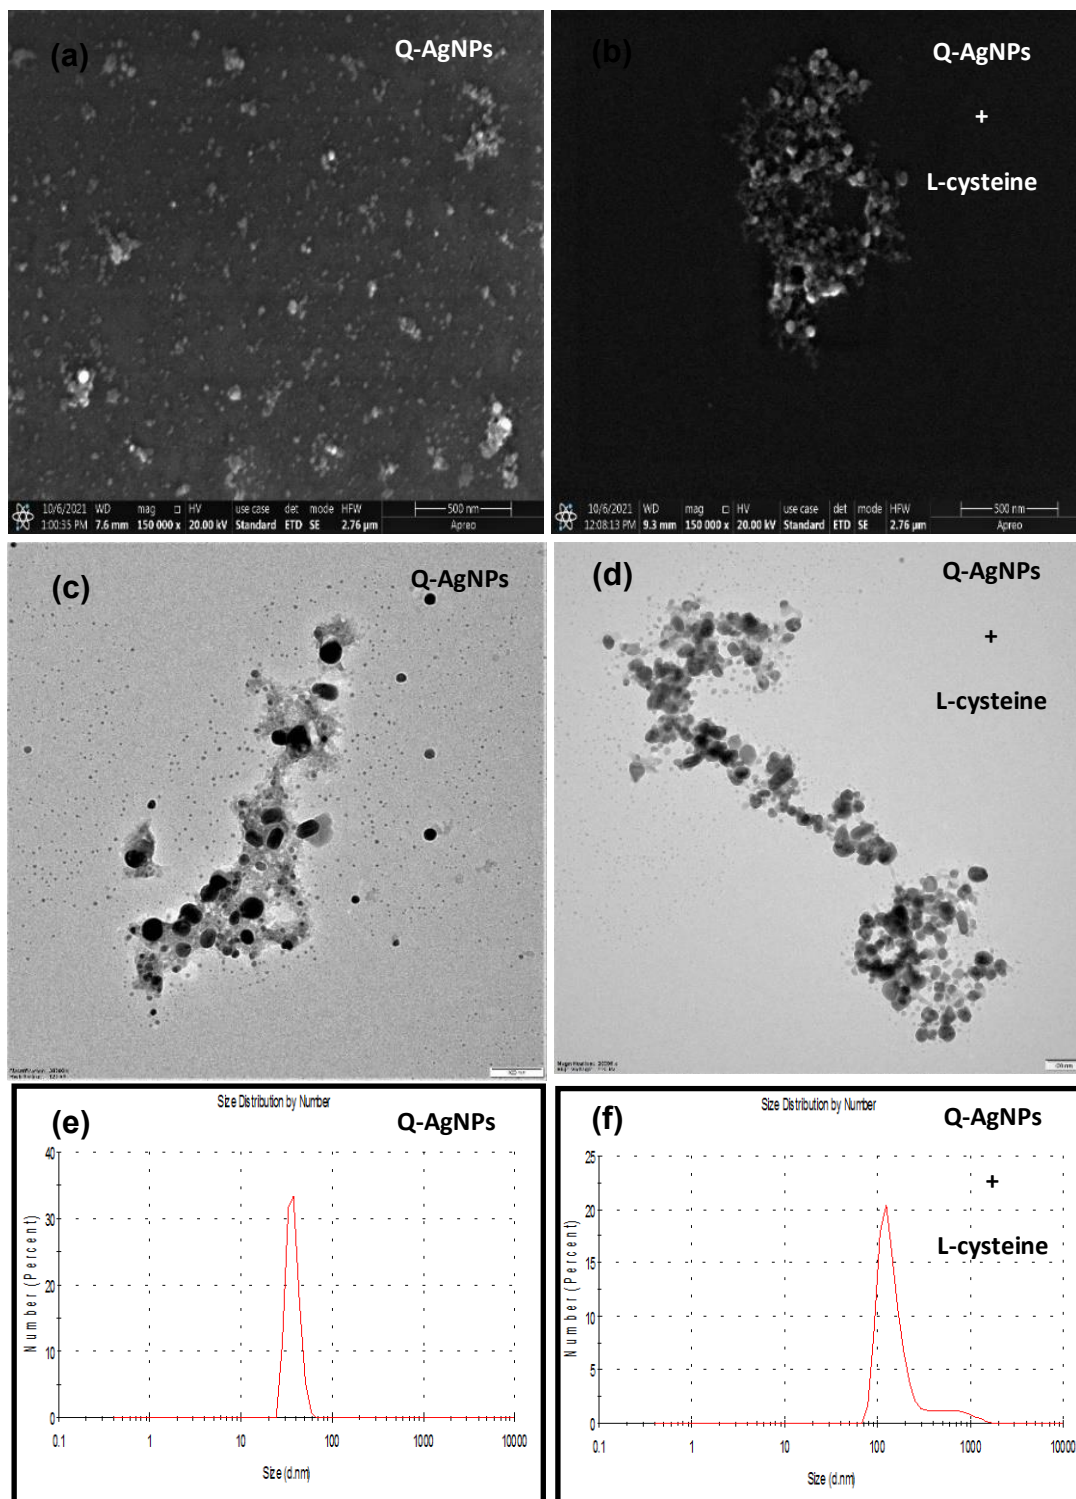 (a)
Q-AgNPs
10/6/2021 WD mag □ HV use case det mode HFW
1:00:35 PM 7.6 mm 150 000 x 20.00 kV Standard ETD SE 2.76 µm
500 nm
Apreo
(b)
Q-AgNPs
+
L-cysteine
10/6/2021 WD mag □ HV use case det mode HFW
12:08:13 PM 9.3 mm 150 000 x 20.00 kV Standard ETD SE 2.76 µm
500 nm
Apreo
(c)
Q-AgNPs
(d)
Q-AgNPs
+
L-cysteine
Size Distribution by Number
(e)
Q-AgNPs
Number (Percent)
40
30
20
10
0
0.1 1 10 100 1000 10000
Size (d.nm)
Size Distribution by Number
(f)
Q-AgNPs
+
L-cysteine
Number (Percent)
25
20
15
10
5
0
0.1 1 10 100 1000 10000
Size (d.nm)